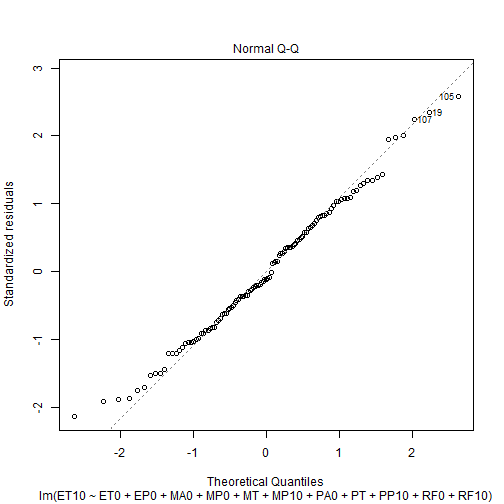 Normal Q-Q
3
2
1
0
-1
-2
Standardized residuals
105
19
107
-2 -1 0 1 2
Theoretical Quantiles
lm(ET10 ~ ET0 + EP0 + MA0 + MP0 + MT + MP10 + PA0 + PT + PP10 + RF0 + RF10)